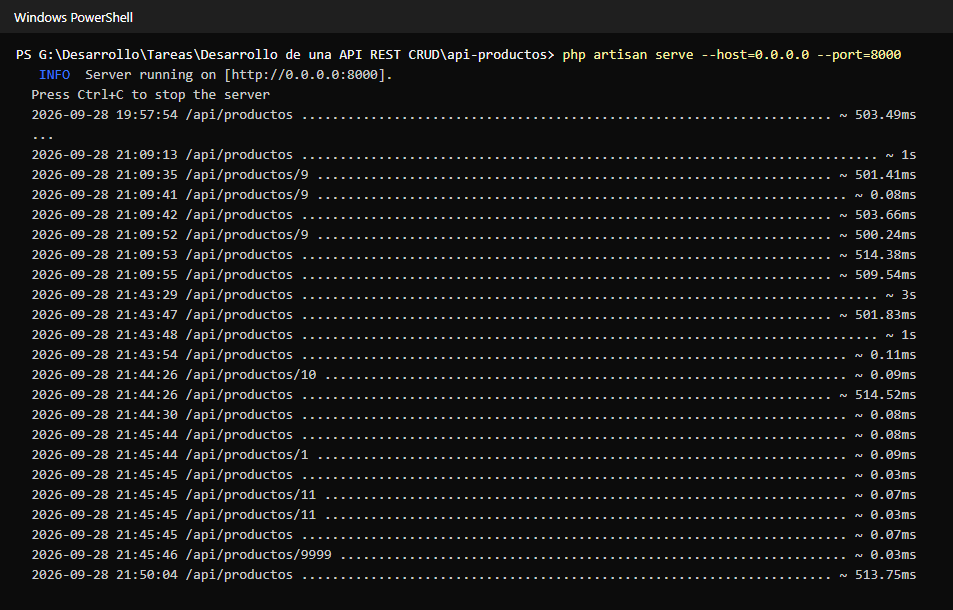 Windows PowerShell
PS G:\Desarrollo\Tareas\Desarrollo de una API REST CRUD\api-productos> php artisan serve --host=0.0.0.0 --port=8000
INFO  Server running on [http://0.0.0.0:8000].
Press Ctrl+C to stop the server
2026-09-28 19:57:54 /api/productos ..................................................................... ~ 503.49ms
...
2026-09-28 21:09:13 /api/productos ........................................................................... ~ 1s
2026-09-28 21:09:35 /api/productos/9 ................................................................... ~ 501.41ms
2026-09-28 21:09:41 /api/productos/9 ..................................................................... ~ 0.08ms
2026-09-28 21:09:42 /api/productos ..................................................................... ~ 503.66ms
2026-09-28 21:09:52 /api/productos/9 ................................................................... ~ 500.24ms
2026-09-28 21:09:53 /api/productos ..................................................................... ~ 514.38ms
2026-09-28 21:09:55 /api/productos ..................................................................... ~ 509.54ms
2026-09-28 21:43:29 /api/productos ........................................................................... ~ 3s
2026-09-28 21:43:47 /api/productos ..................................................................... ~ 501.83ms
2026-09-28 21:43:48 /api/productos ........................................................................... ~ 1s
2026-09-28 21:43:54 /api/productos ....................................................................... ~ 0.11ms
2026-09-28 21:44:26 /api/productos/10 .................................................................... ~ 0.09ms
2026-09-28 21:44:26 /api/productos ..................................................................... ~ 514.52ms
2026-09-28 21:44:30 /api/productos ....................................................................... ~ 0.08ms
2026-09-28 21:45:44 /api/productos ....................................................................... ~ 0.08ms
2026-09-28 21:45:44 /api/productos/1 ..................................................................... ~ 0.09ms
2026-09-28 21:45:45 /api/productos ....................................................................... ~ 0.03ms
2026-09-28 21:45:45 /api/productos/11 .................................................................... ~ 0.07ms
2026-09-28 21:45:45 /api/productos/11 .................................................................... ~ 0.03ms
2026-09-28 21:45:45 /api/productos ....................................................................... ~ 0.07ms
2026-09-28 21:45:46 /api/productos/9999 .................................................................. ~ 0.03ms
2026-09-28 21:50:04 /api/productos ..................................................................... ~ 513.75ms